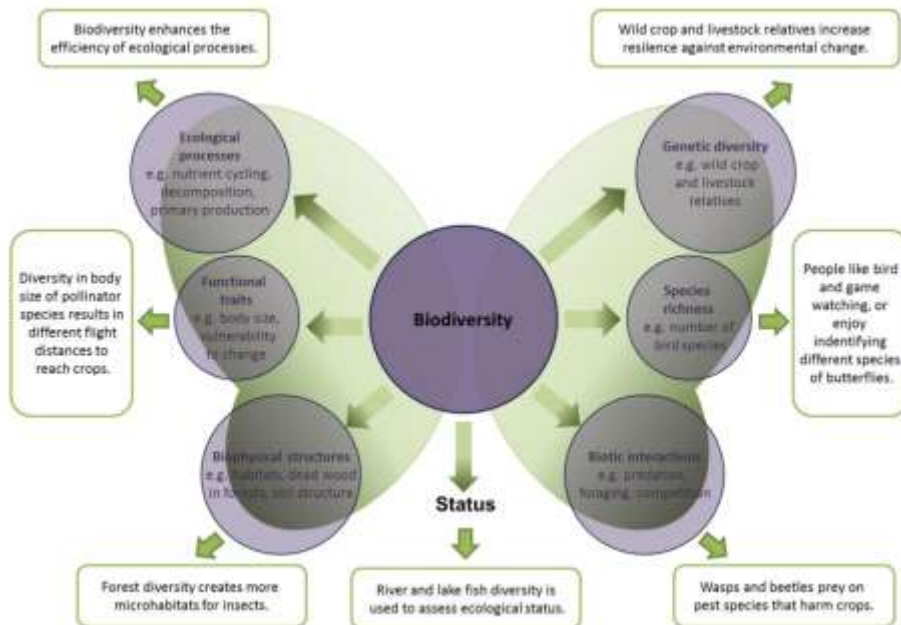 Biodiversity enhances the
efficiency of ecological processes.
Wild crop and livestock relatives increase
resilence against environmental change.
Ecological
processes
e.g. nutrient cycling,
decomposition,
primary production
Genetic diversity
e.g. wild crop
and livestock
relatives
Diversity in body
size of pollinator
species results in
different flight
distances to
reach crops.
Functional
traits
e.g. body size,
vulnerability
to change
Biodiversity
Species
richness
e.g. number of
bird species
People like bird
and game
watching, or
enjoy
indentifying
different species
of butterflies.
Biophysical structures
e.g. habitats, dead wood
in forests, soil structure
Status
Biotic interactions
e.g. predation,
foraging, competition
Forest diversity creates more
microhabitats for insects.
River and lake fish diversity is
used to assess ecological status.
Wasps and beetles prey on
pest species that harm crops.